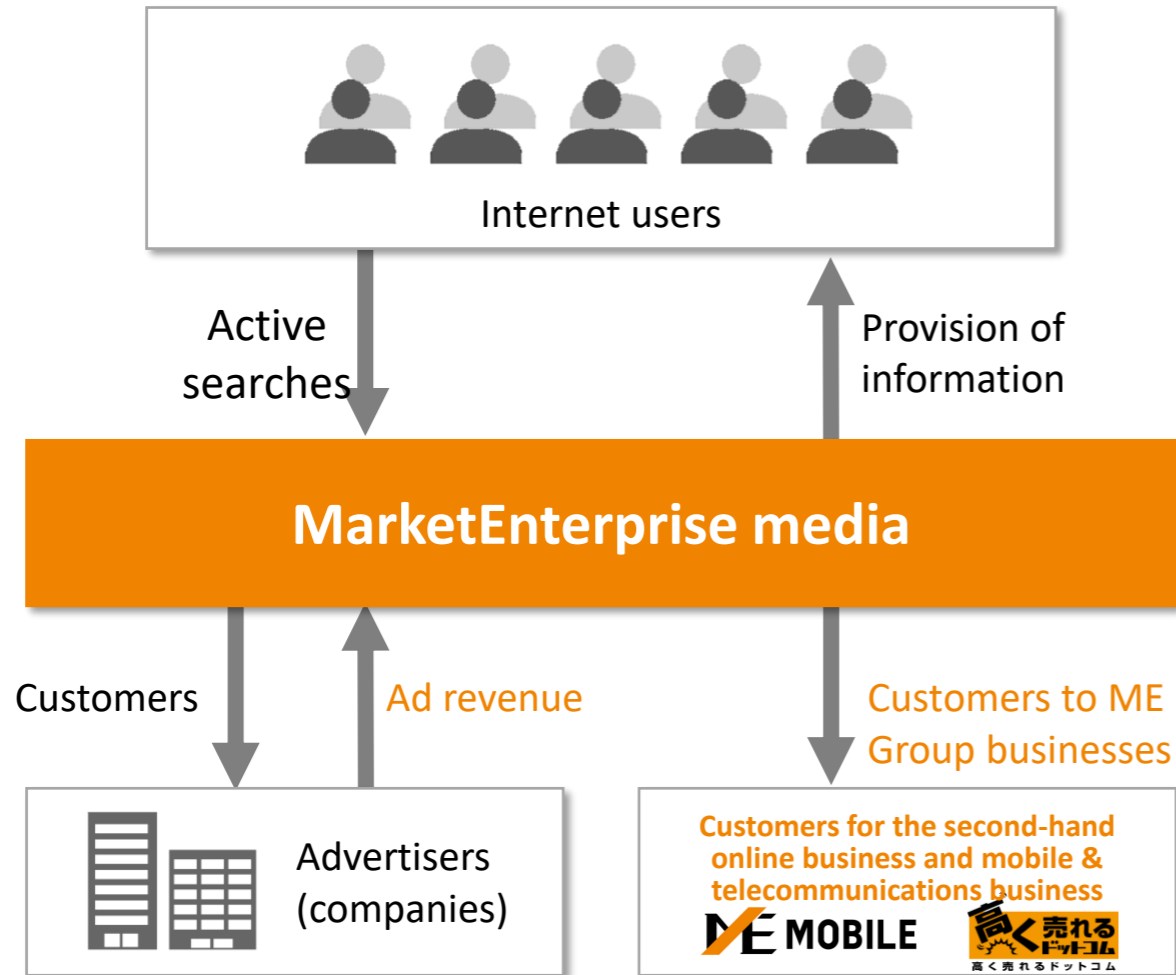 Internet users
Active
searches
Provision of
information
MarketEnterprise media
Customers
Ad revenue
Customers to ME
Group businesses
Advertisers
(companies)
Customers for the second-hand
online business and mobile &
telecommunications business
ME MOBILE
高く売れる
ドットコム
高く売れるドットコム